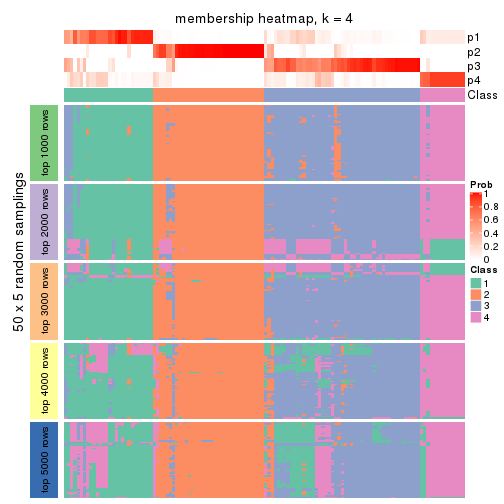 membership heatmap, k = 4
p1
p2
p3
p4
Class
50 x 5 random samplings
top 1000 rows
top 2000 rows
top 3000 rows
top 4000 rows
top 5000 rows
Prob
1
0.8
0.6
0.4
0.2
0
Class
1
2
3
4